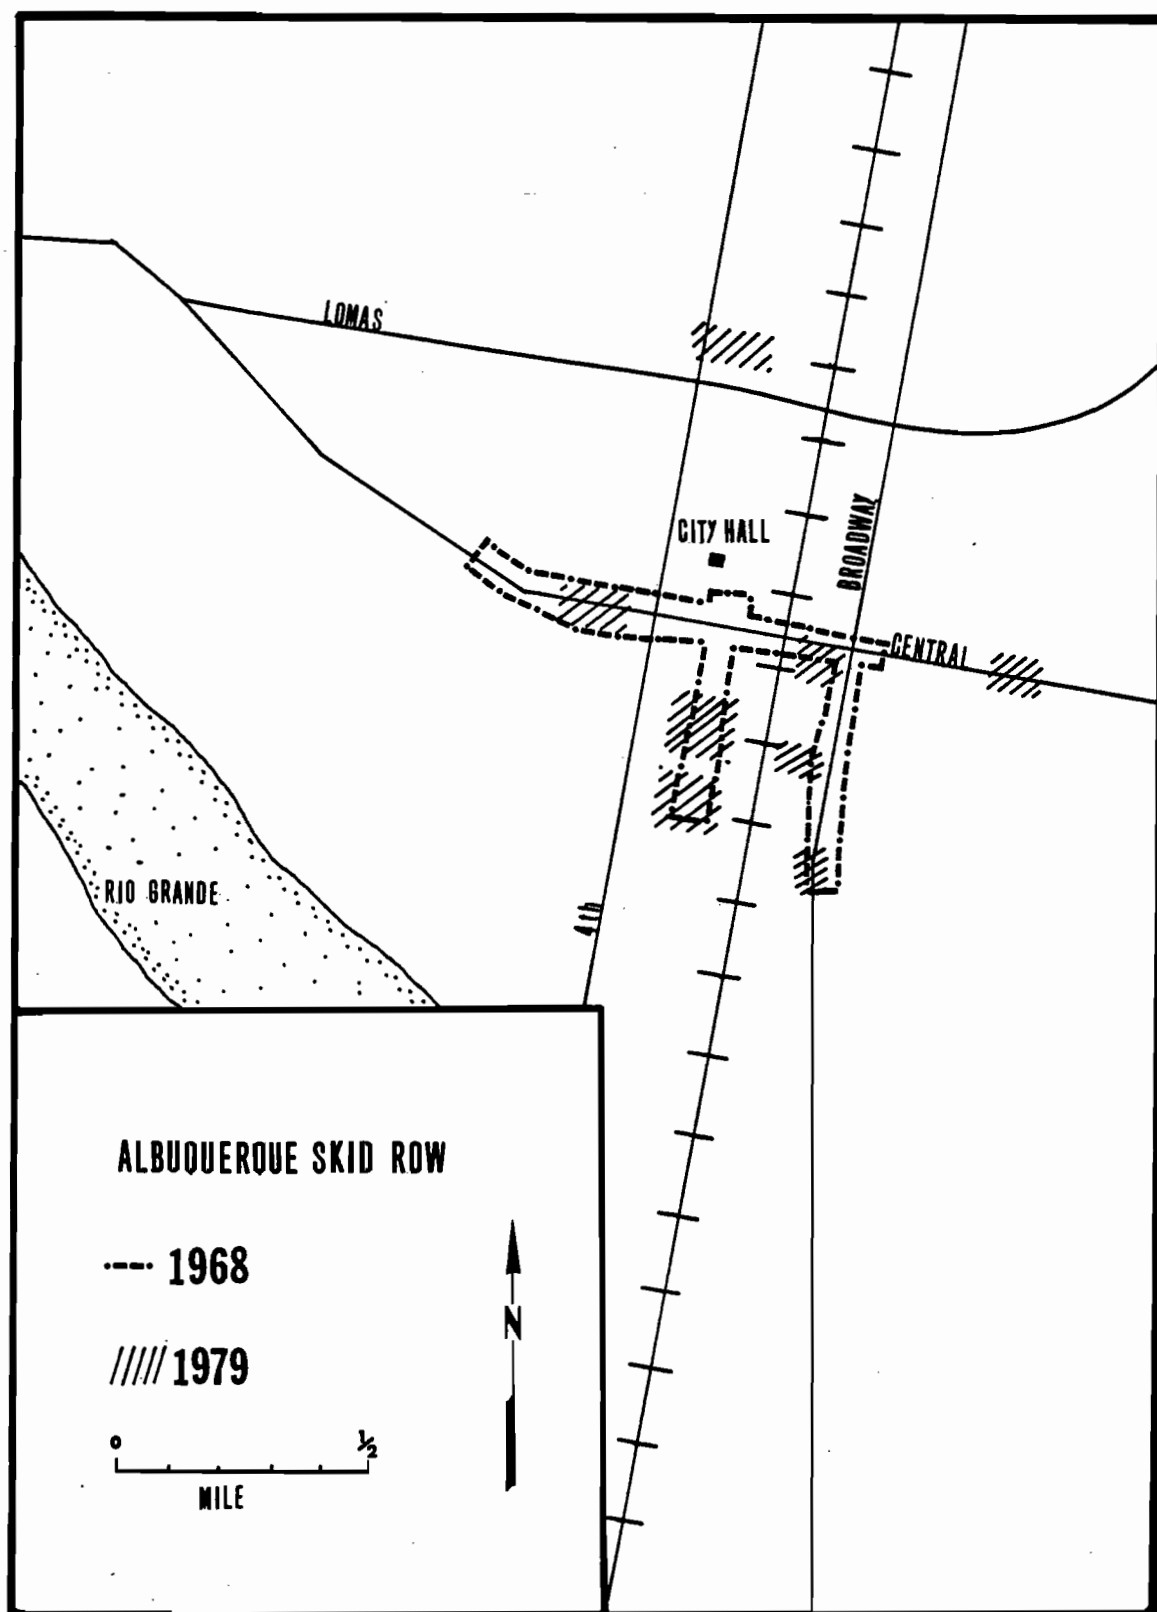 LOMAS
CITY HALL
BROADWAY
CENTRAL
RIO GRANDE
4th
ALBUQUERQUE SKID ROW
1968
N
1979
0 ½
MILE